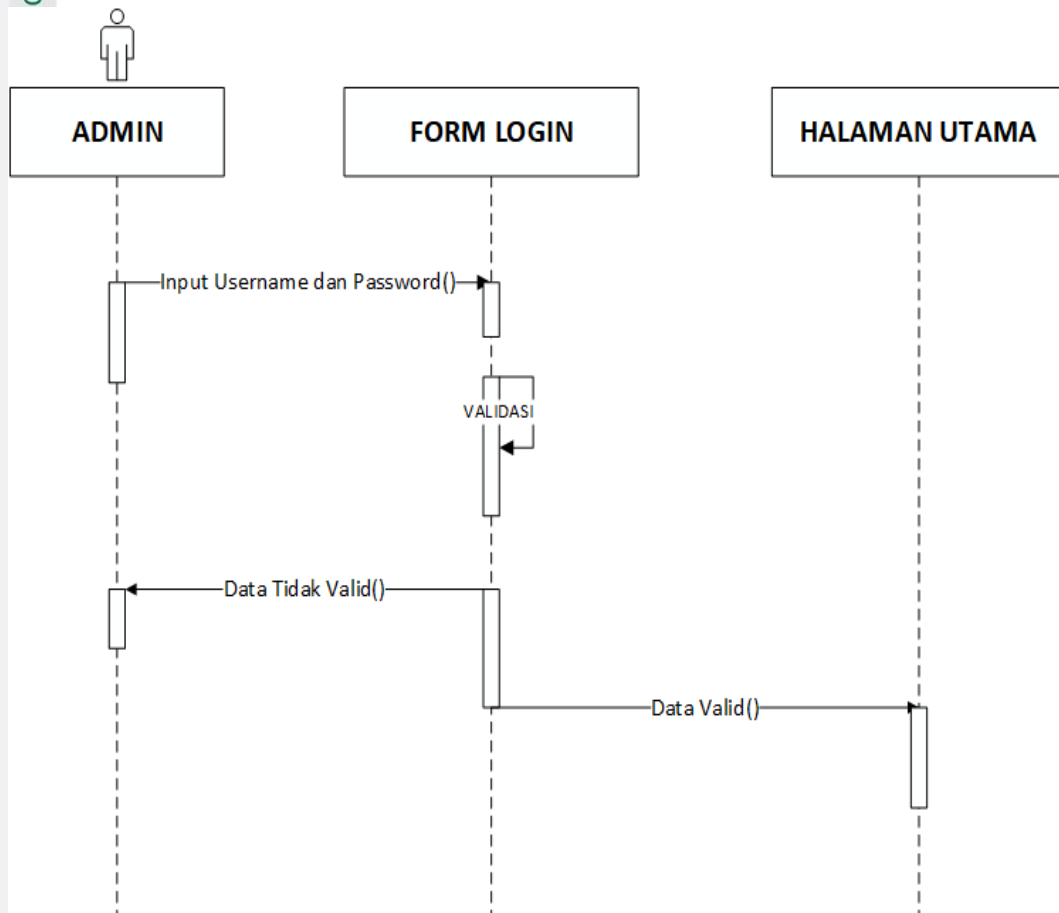 ADMIN
FORM LOGIN
HALAMAN UTAMA
Input Username dan Password()
VALIDASI
Data Tidak Valid()
Data Valid()